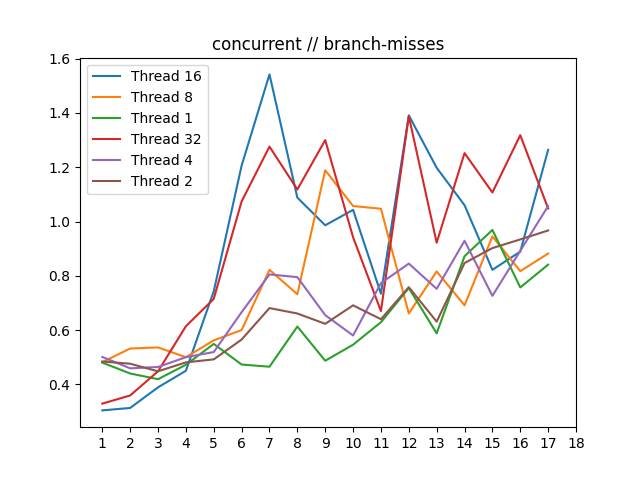 concurrent // branch-misses
1.6
1.4
1.2
1.0
0.8
0.6
0.4
Thread 16
Thread 8
Thread 1
Thread 32
Thread 4
Thread 2
1 2 3 4 5 6 7 8 9 10 11 12 13 14 15 16 17 18